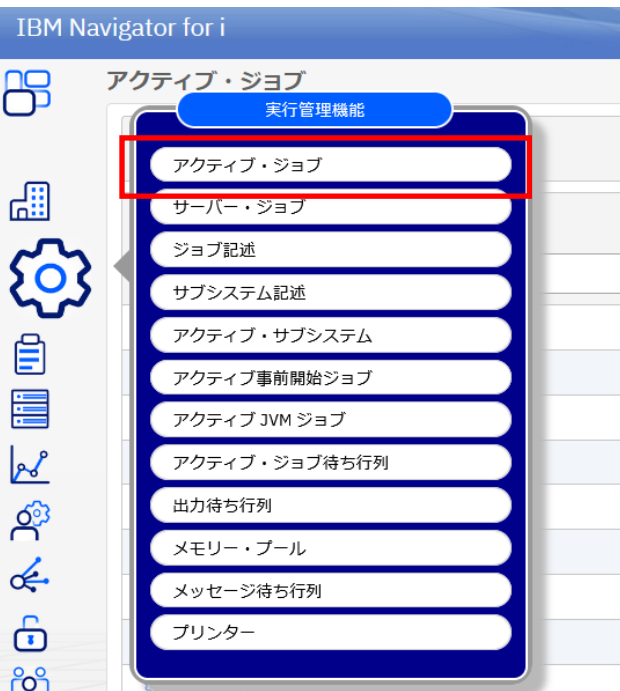 IBM Navigator for i
アクティブ・ジョブ
実行管理機能
アクティブ・ジョブ
サーバー・ジョブ
ジョブ記述
サブシステム記述
アクティブ・サブシステム
アクティブ事前開始ジョブ
アクティブ JVM ジョブ
アクティブ・ジョブ待ち行列
出力待ち行列
メモリー・プール
メッセージ待ち行列
プリンター